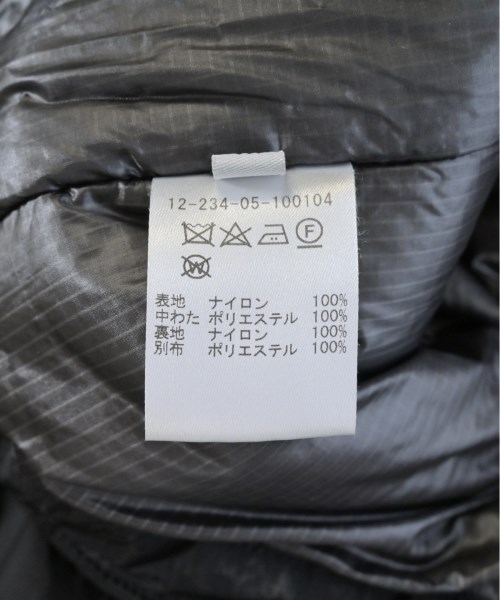 12-234-05-100104
F
W
表地 ナイロン 100%
中わた ポリエステル 100%
裏地 ナイロン 100%
別布 ポリエステル 100%